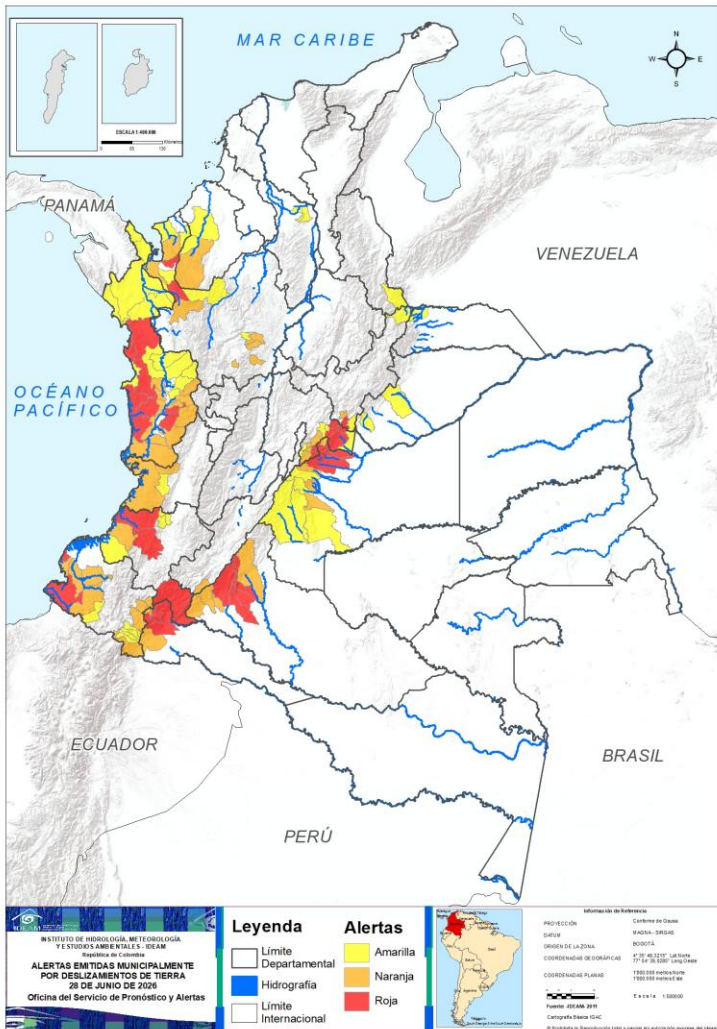 MAR CARIBE
N
W
E
S
ESCALA 1:400.000
PANAMÁ
VENEZUELA
OCÉANO
PACÍFICO
ECUADOR
BRASIL
PERÚ
IDEAM
INSTITUTO DE HIDROLOGÍA, METEOROLOGÍA
Y ESTUDIOS AMBIENTALES - IDEAM
República de Colombia
ALERTAS EMITIDAS MUNICIPALMENTE
POR DESLIZAMIENTOS DE TIERRA
28 DE JUNIO DE 2026
Oficina del Servicio de Pronóstico y Alertas
Leyenda
Límite
Departamental
Hidrografía
Límite
Internacional
Alertas
Amarilla
Naranja
Roja
Información de Referencia
PROYECCIÓN Conforme de Gauss
DATUM MAGNA - SIRGAS
ORIGEN DE LA ZONA BOGOTÁ
COORDENADAS GEOGRÁFICAS
COORDENADAS PLANAS
Escala
Fuente: IDEAM
Cartografía Básica IGAC